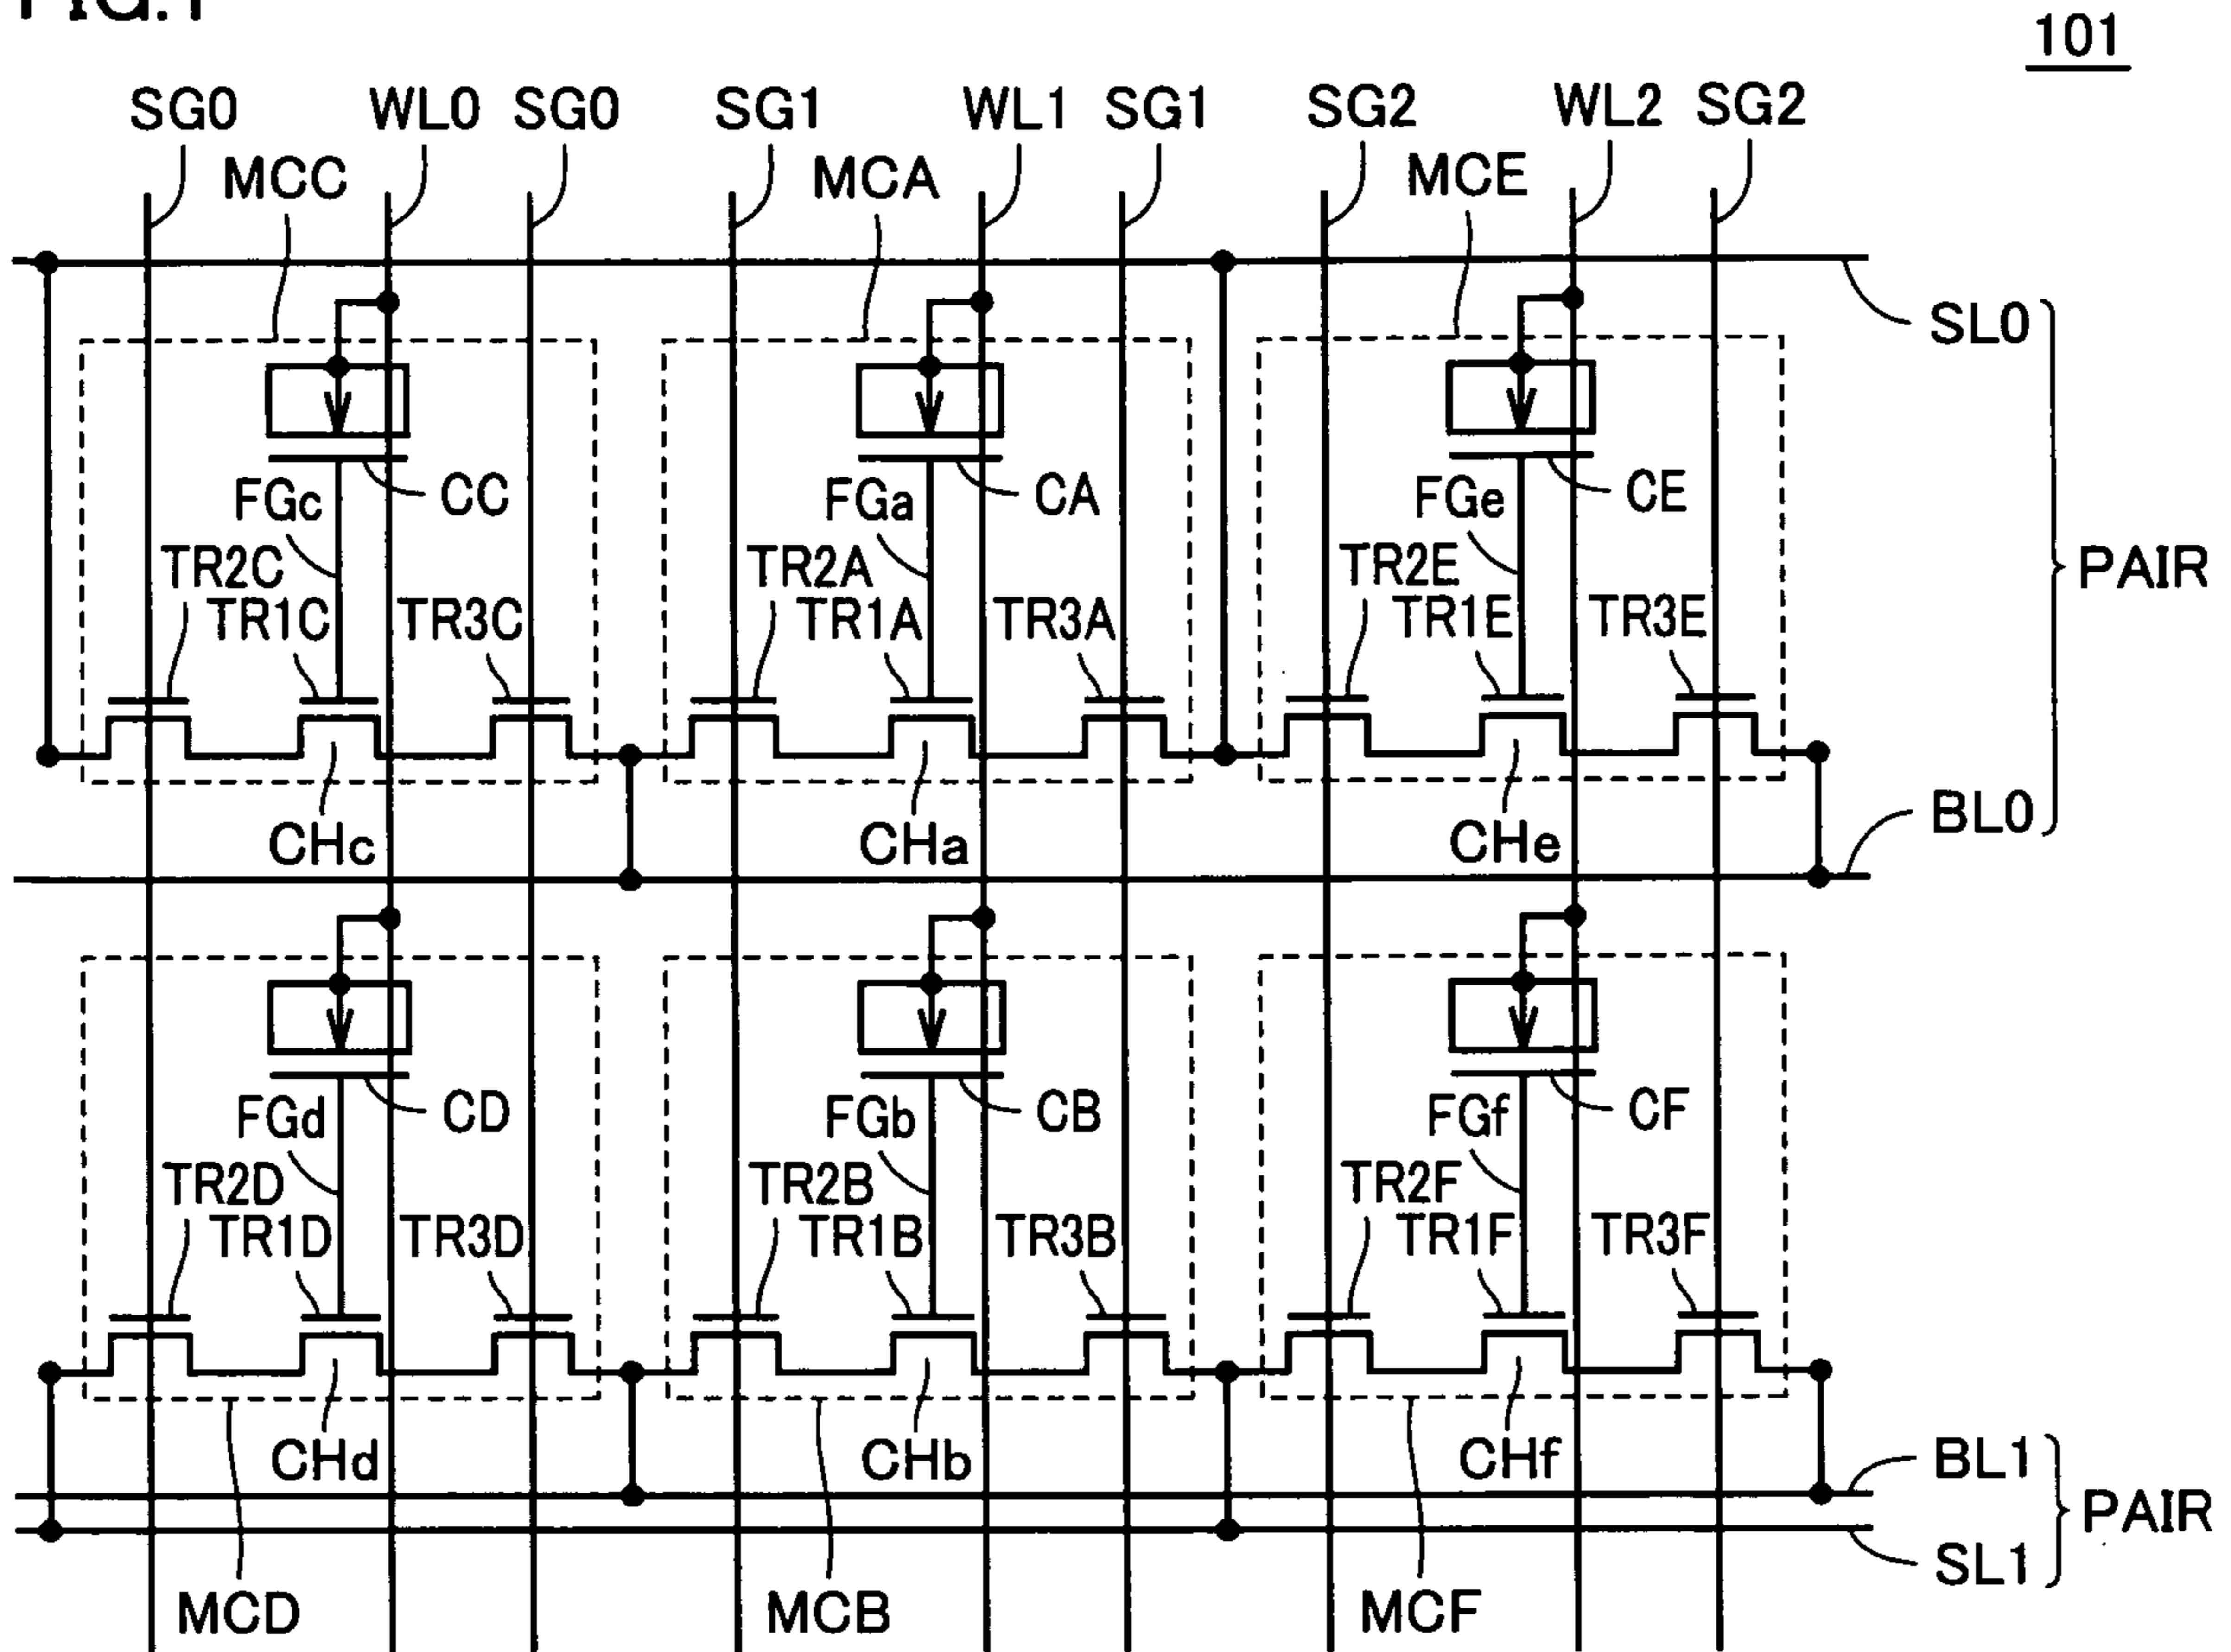 FIG.1
101
SG0 WL0 SG0 SG1 WL1 SG1 SG2 WL2 SG2
MCC MCA MCE
SL0
FGc CC FGa CA FGe CE
TR2C TR2A TR2E PAIR
TR1C TR3C TR1A TR3A TR1E TR3E
BL0
CHc CHa CHe
FGd CD FGb CB FGf CF
TR2D TR2B TR2F
TR1D TR3D TR1B TR3B TR1F TR3F
CHd CHb CHf BL1
PAIR
SL1
MCD MCB MCF